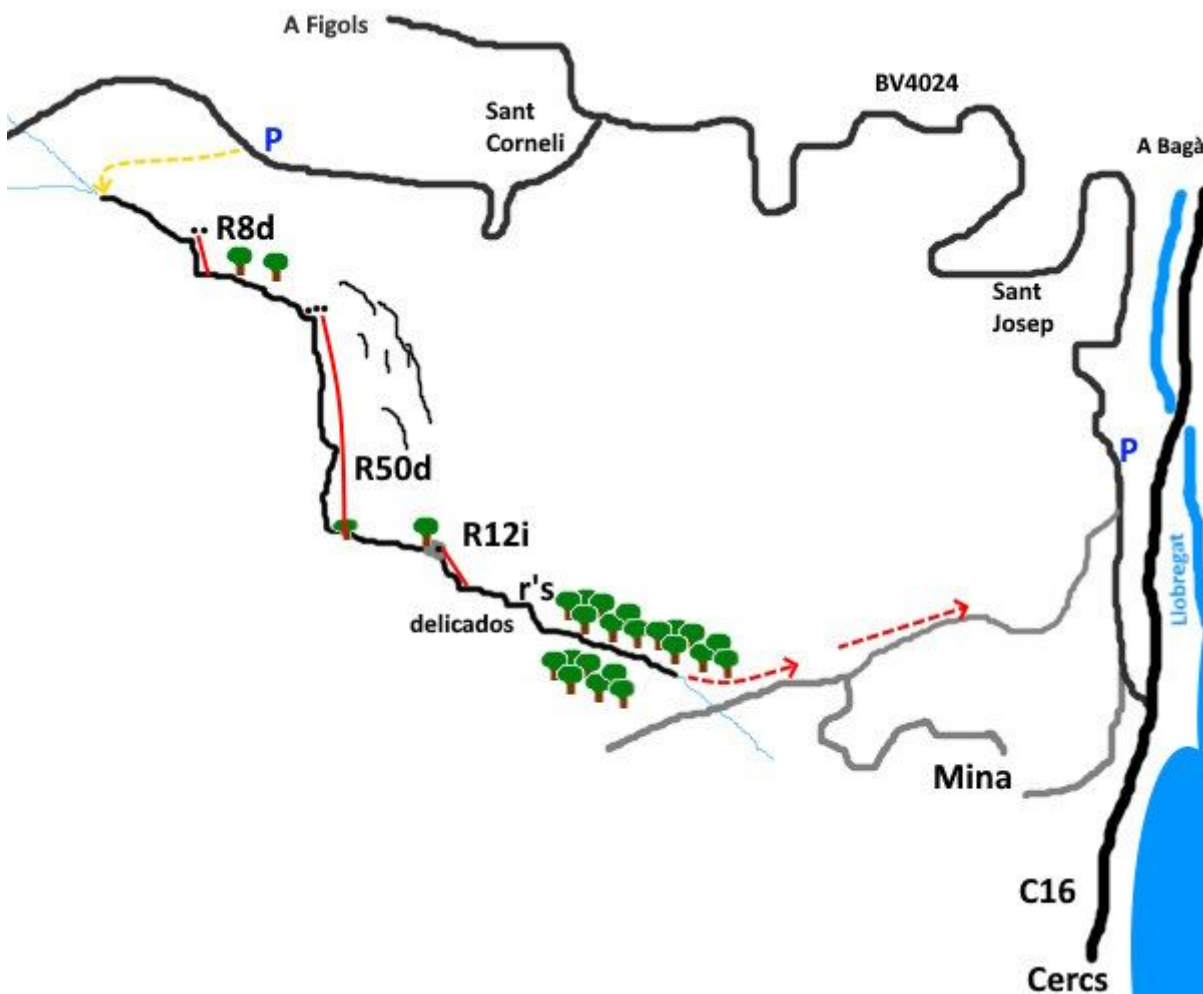 A Figols
BV4024
Sant
Corneli
P
A Bagà
R8d
Sant
Josep
P
R50d
R12i
r's
delicados
Llobregat
Mina
C16
Cercs